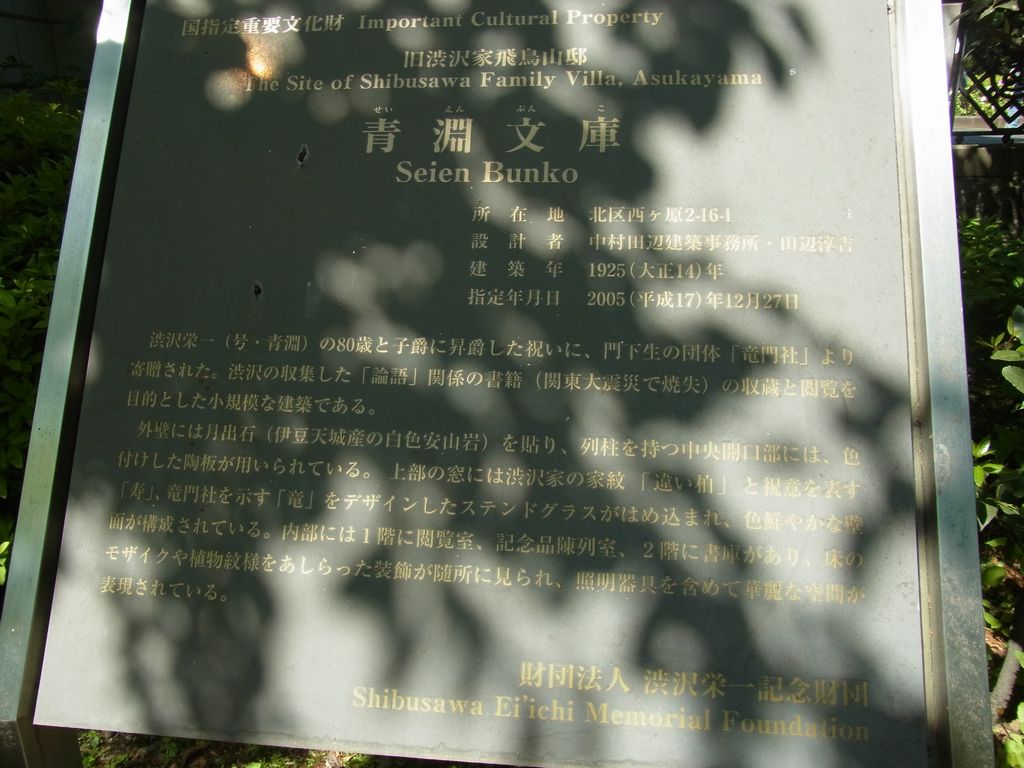 国指定重要文化財 Important Cultural Property
旧渋沢家飛鳥山邸
The Site of Shibusawa Family Villa, Asukayama
せい えん ぶん こ
青淵文庫
Seien Bunko
所在地 北区西ヶ原2-16-1
設計者 中村田辺建築事務所・田辺淳吉
建築年 1925(大正14)年
指定年月日 2005(平成17)年12月27日
渋沢栄一（号・青淵）の80歳と子爵に昇爵した祝いに、門下生の団体「竜門社」より
寄贈された。渋沢の収集した「論語」関係の書籍（関東大震災で焼失）の収蔵と閲覧を
目的とした小規模な建築である。
外壁には月出石（伊豆天城産の白色安山岩）を貼り、列柱を持つ中央開口部には、色
付けした陶板が用いられている。上部の窓には渋沢家の家紋「違い柏」と祝意を表す
「寿」、竜門社を示す「竜」をデザインしたステンドグラスがはめ込まれ、色鮮やかな壁
面が構成されている。内部には1階に閲覧室、記念品陳列室、2階に書庫があり、床の
モザイクや植物紋様をあしらった装飾が随所に見られ、照明器具を含めて華麗な空間が
表現されている。
財団法人 渋沢栄一記念財団
Shibusawa Ei'ichi Memorial Foundation